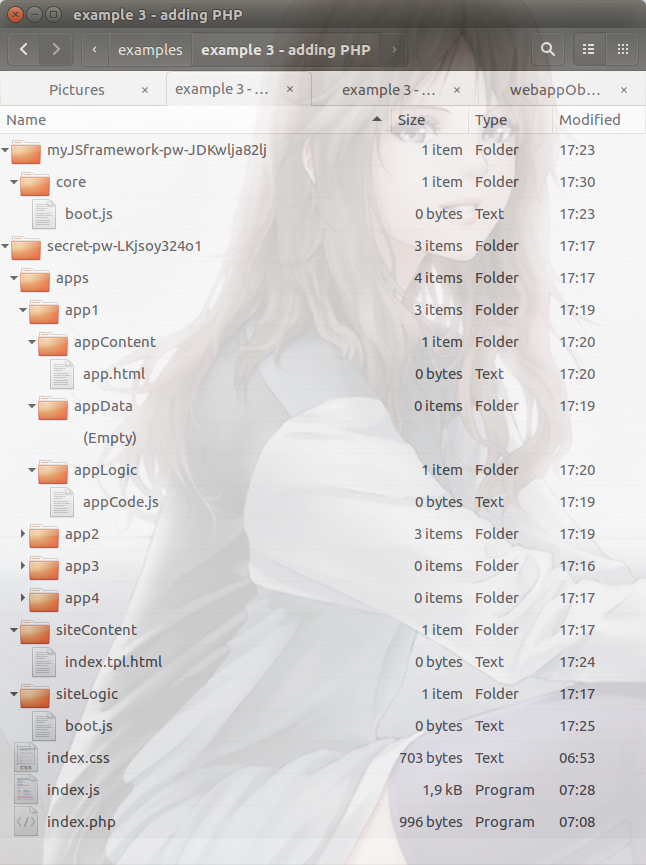 example 3 - adding PHP
examples example 3 - adding PHP
Pictures × example 3 - ... × example 3 - ... × webappOb... ×
Name Size Type Modified
myJSframework-pw-JDKwlja82lj 1 item Folder 17:23
core 1 item Folder 17:30
boot.js 0 bytes Text 17:23
secret-pw-LKjsoy324o1 3 items Folder 17:17
apps 4 items Folder 17:17
app1 3 items Folder 17:19
appContent 1 item Folder 17:20
app.html 0 bytes Text 17:20
appData 0 items Folder 17:19
(Empty)
appLogic 1 item Folder 17:20
appCode.js 0 bytes Text 17:19
app2 3 items Folder 17:19
app3 0 items Folder 17:16
app4 0 items Folder 17:17
siteContent 1 item Folder 17:17
index.tpl.html 0 bytes Text 17:24
siteLogic 1 item Folder 17:17
boot.js 0 bytes Text 17:25
index.css 703 bytes Text 06:53
index.js 1,9 kB Program 07:28
index.php 996 bytes Program 07:08